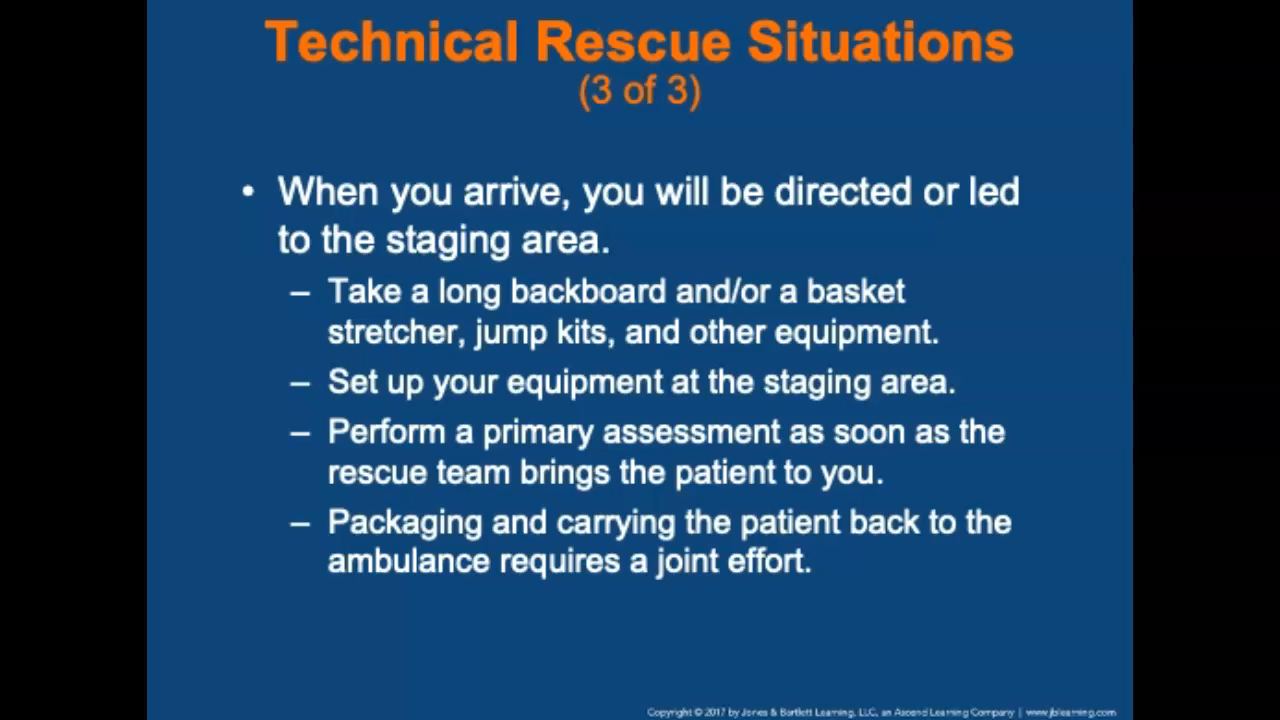 Technical Rescue Situations
(3 of 3)
• When you arrive, you will be directed or led
to the staging area.
– Take a long backboard and/or a basket
stretcher, jump kits, and other equipment.
– Set up your equipment at the staging area.
– Perform a primary assessment as soon as the
rescue team brings the patient to you.
– Packaging and carrying the patient back to the
ambulance requires a joint effort.
Copyright © 2017 by Jones & Bartlett Learning, LLC, an Ascend Learning Company | www.jblearning.com